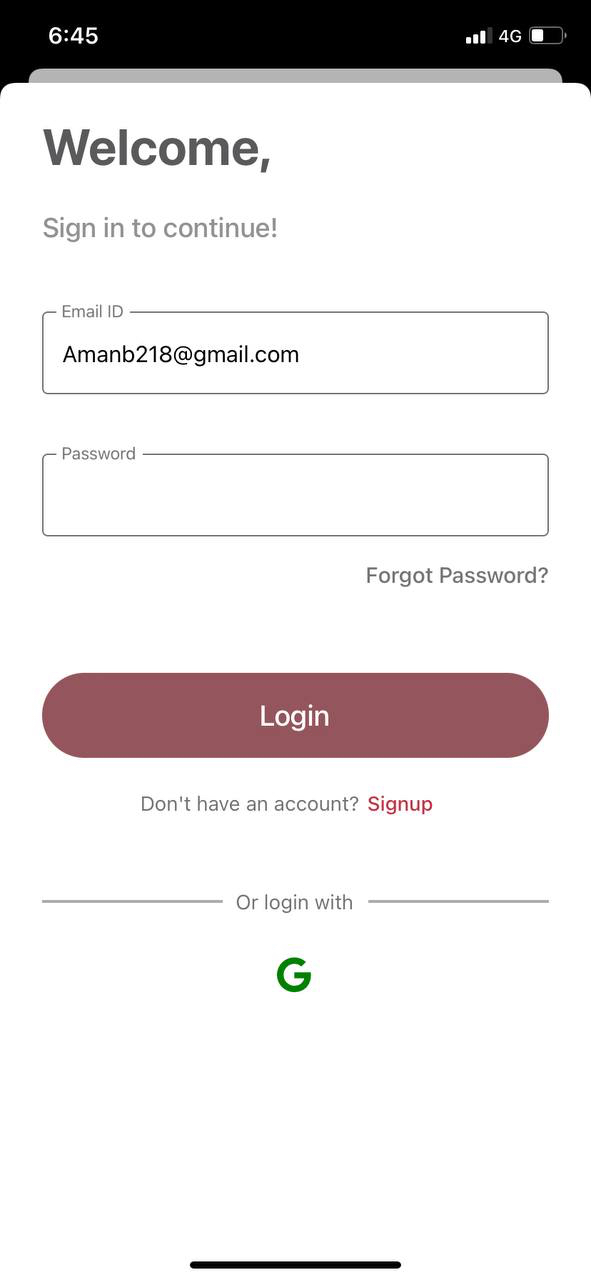 6:45
4G
Welcome,
Sign in to continue!
Email ID
Amanb218@gmail.com
Password
Forgot Password?
Login
Don't have an account? Signup
Or login with
G